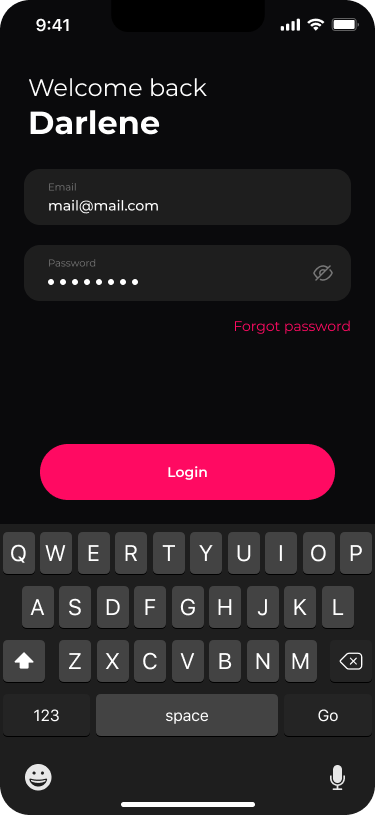 9:41
Welcome back
Darlene
Email
mail@mail.com
Password
Forgot password
Login
Q W E R T Y U I O P
A S D F G H J K L
Z X C V B N M
123 space Go